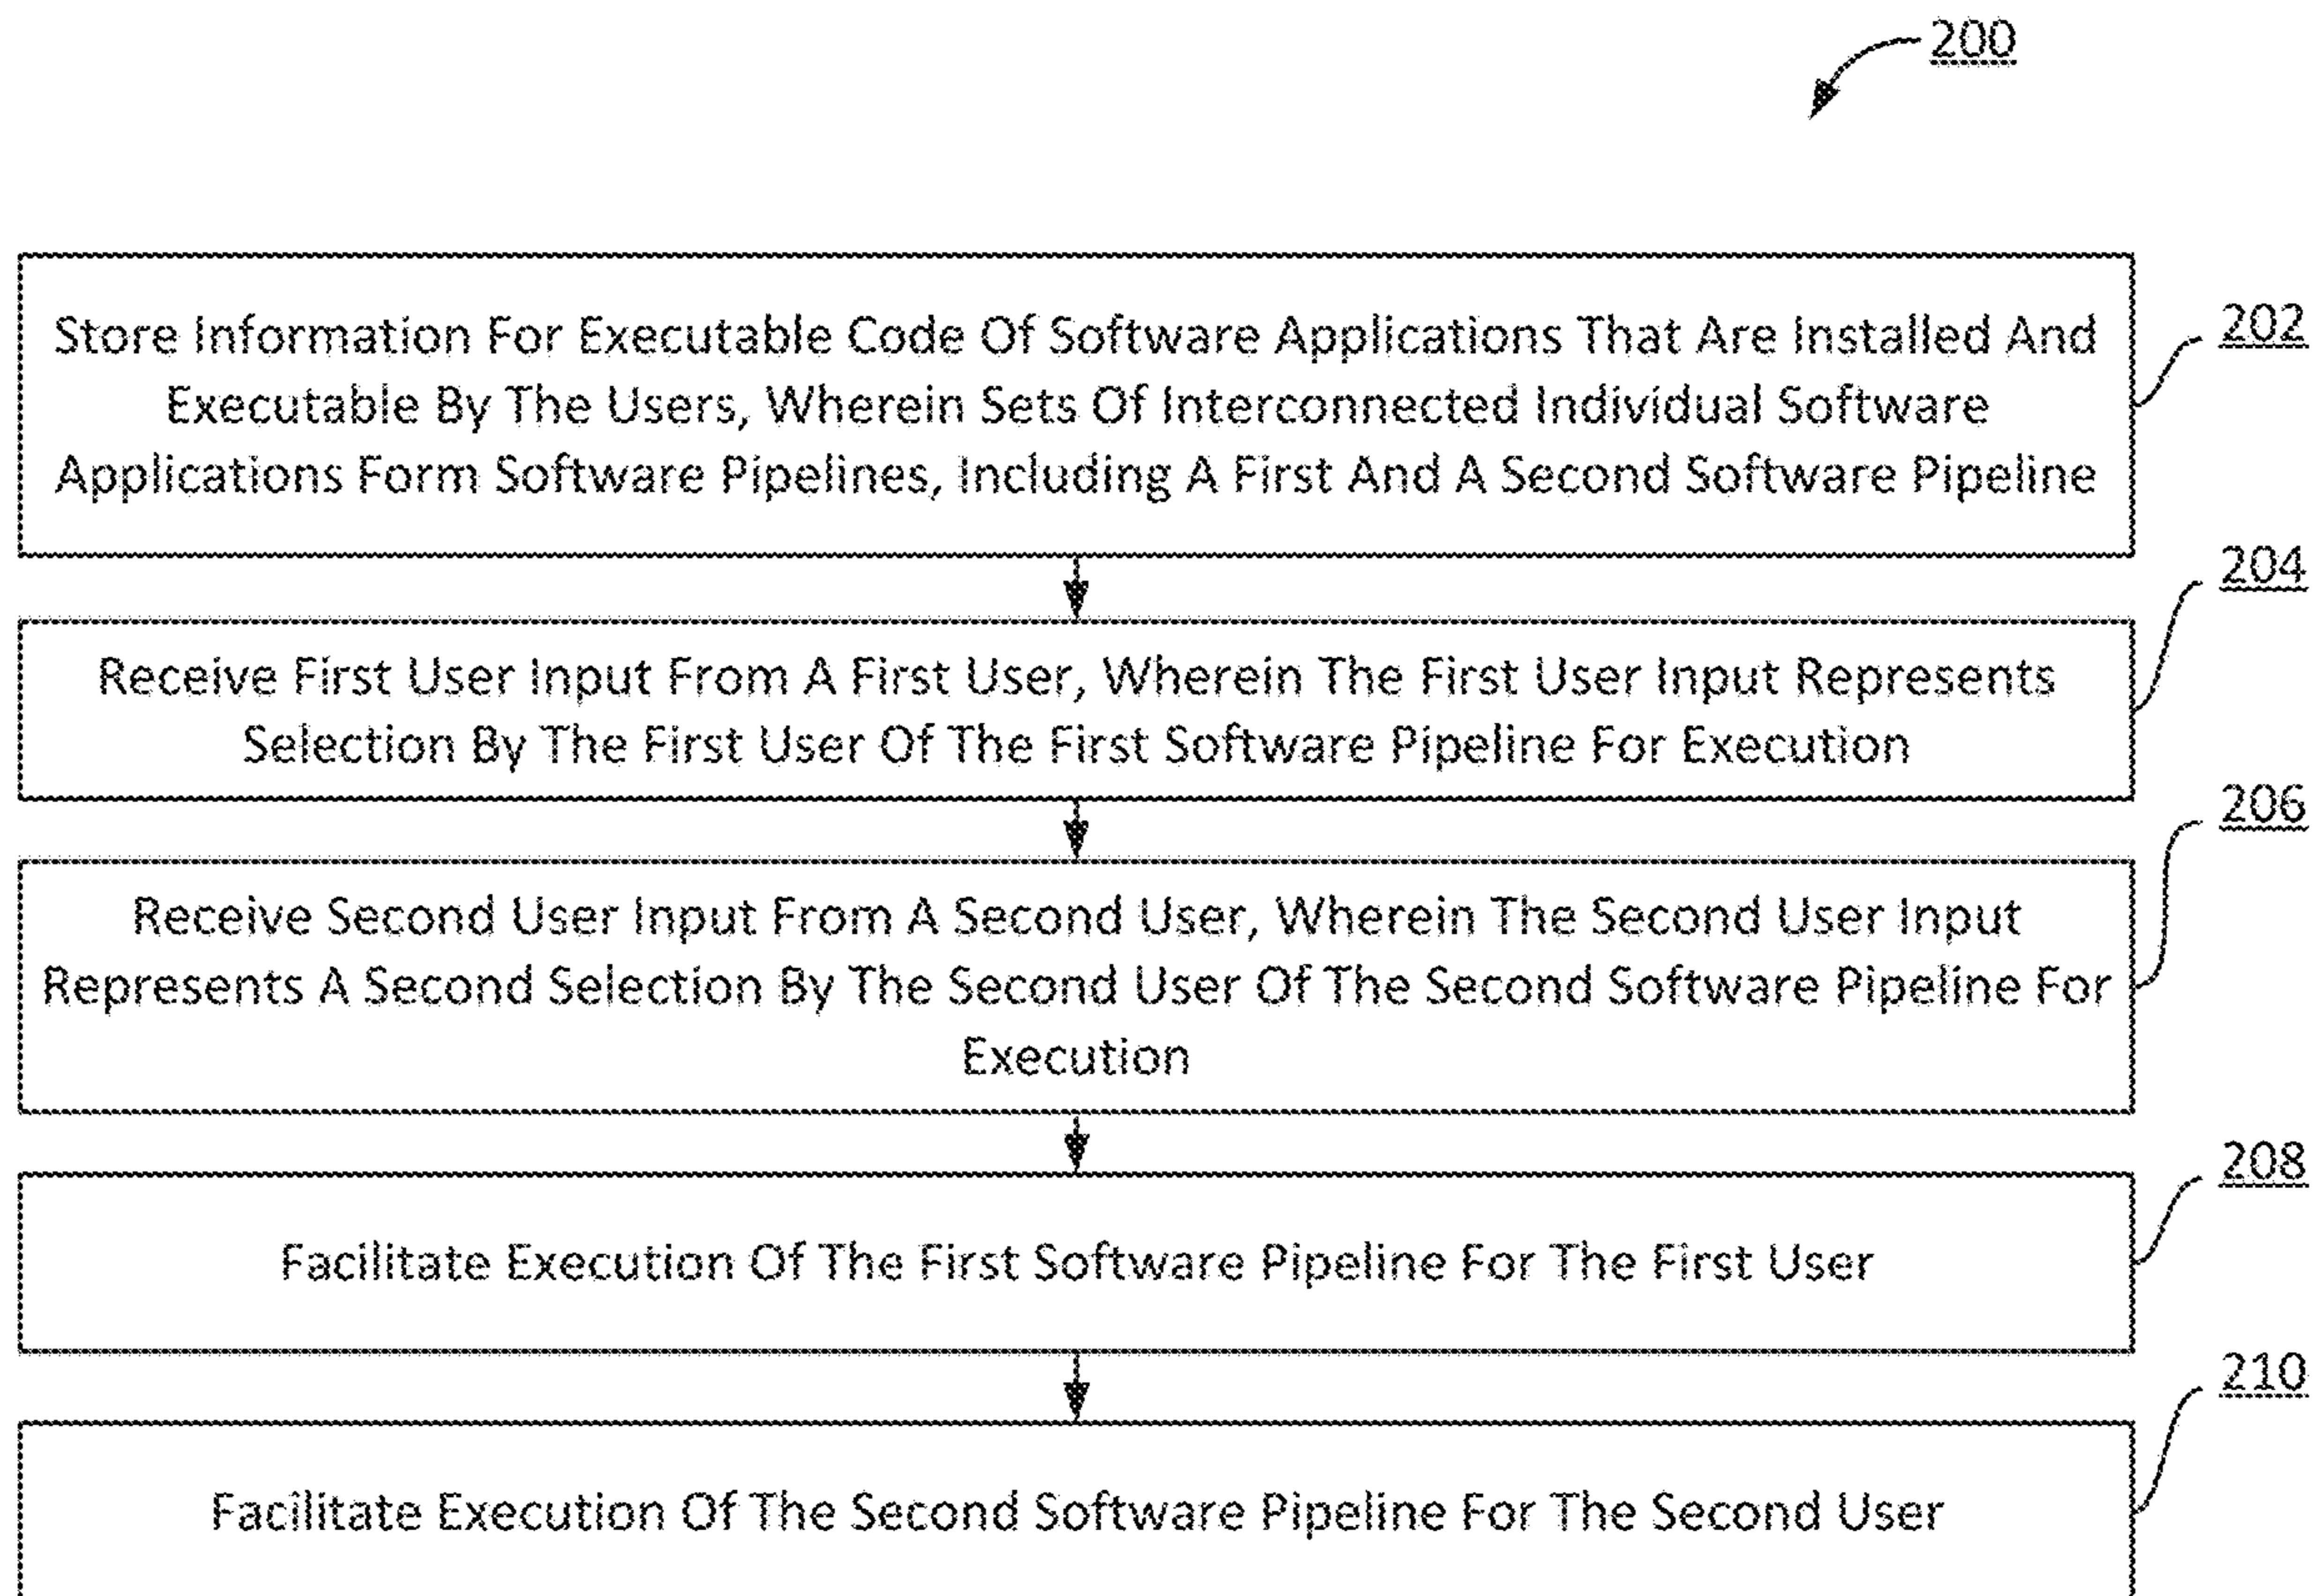 200
Store Information For Executable Code Of Software Applications That Are Installed And
Executable By The Users, Wherein Sets Of Interconnected Individual Software
Applications Form Software Pipelines, Including A First And A Second Software Pipeline
202
204
Receive First User Input From A First User, Wherein The First User Input Represents
Selection By The First User Of The First Software Pipeline For Execution
206
Receive Second User Input From A Second User, Wherein The Second User Input
Represents A Second Selection By The Second User Of The Second Software Pipeline For
Execution
208
Facilitate Execution Of The First Software Pipeline For The First User
210
Facilitate Execution Of The Second Software Pipeline For The Second User